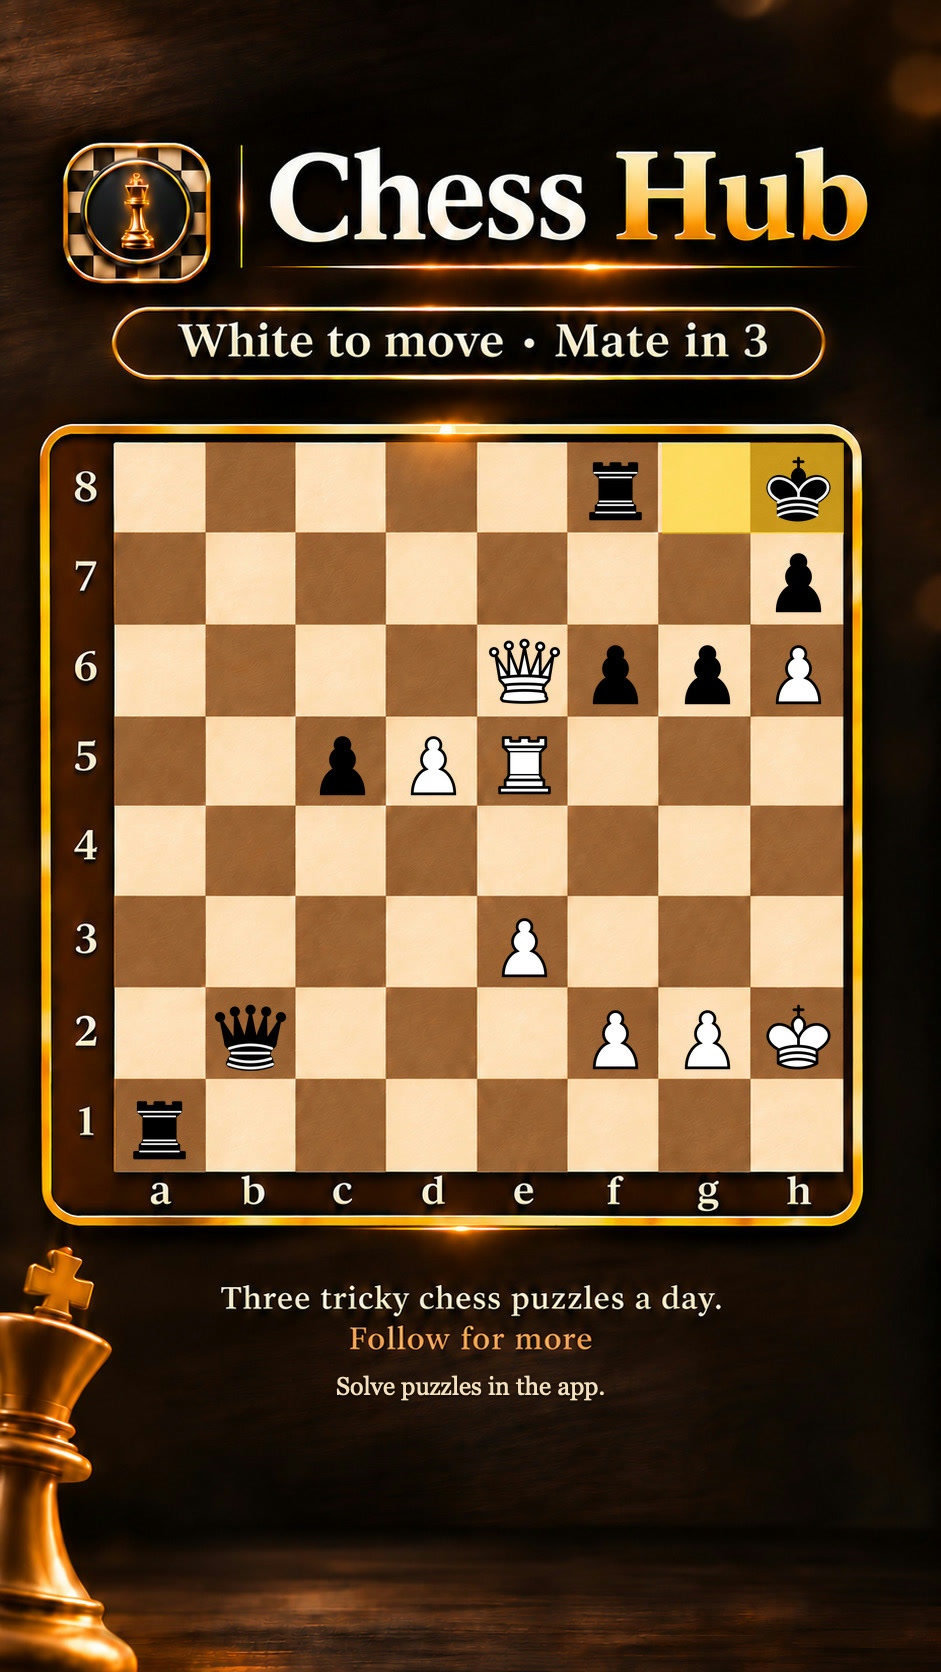 Chess Hub
White to move • Mate in 3
8
7
6
5
4
3
2
1
a b c d e f g h
Three tricky chess puzzles a day.
Follow for more
Solve puzzles in the app.